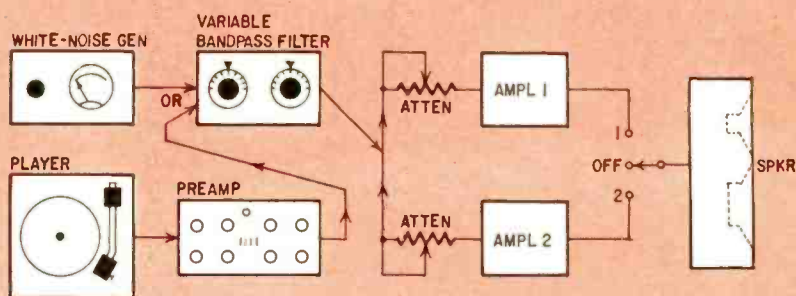 WHITE-NOISE GEN
VARIABLE
BANDPASS FILTER
OR
ATTEN
AMPL 1
1
OFF
2
SPKR
PLAYER
PREAMP
ATTEN
AMPL 2